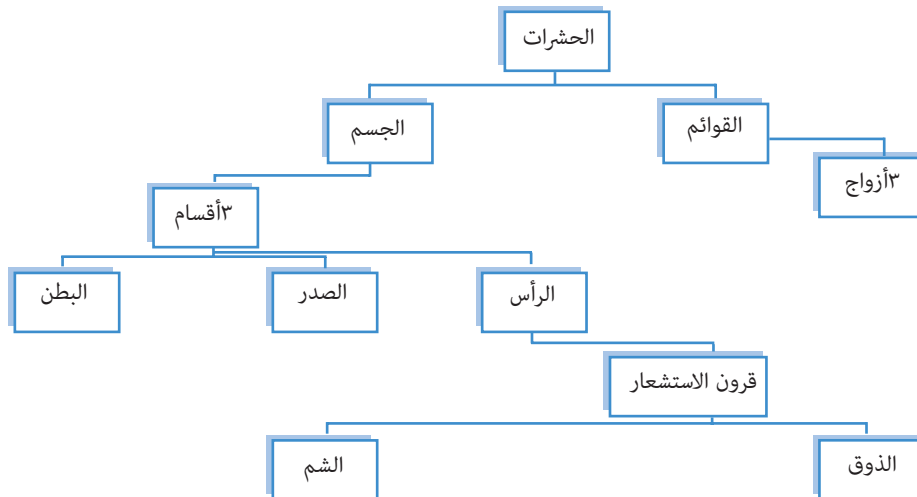 الحشرات
القوائم
الجسم
٣أزواج
٣أقسام
الرأس
الصدر
البطن
قرون الاستشعار
الذوق
الشم